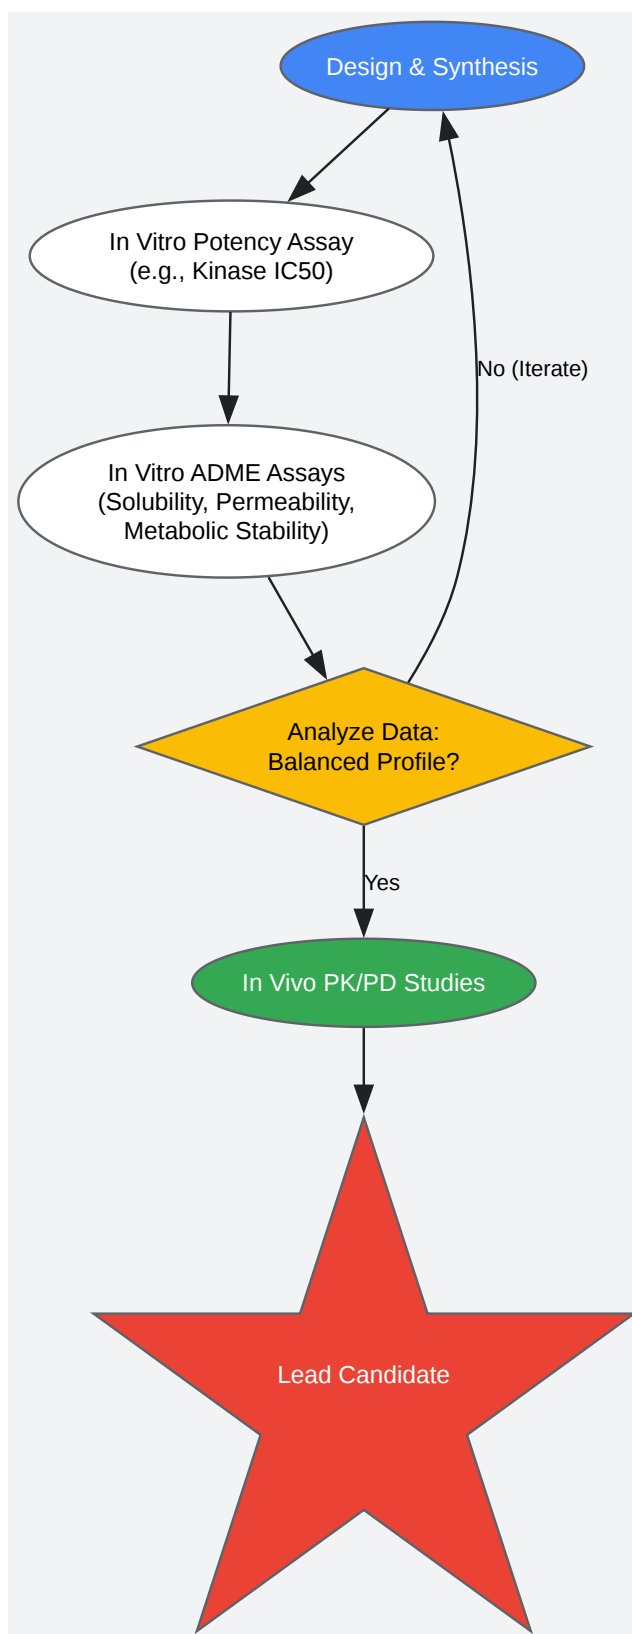 Design & Synthesis
In Vitro Potency Assay
(e.g., Kinase IC50)
No (Iterate)
In Vitro ADME Assays
(Solubility, Permeability,
Metabolic Stability)
Analyze Data:
Balanced Profile?
Yes
In Vivo PK/PD Studies
Lead Candidate